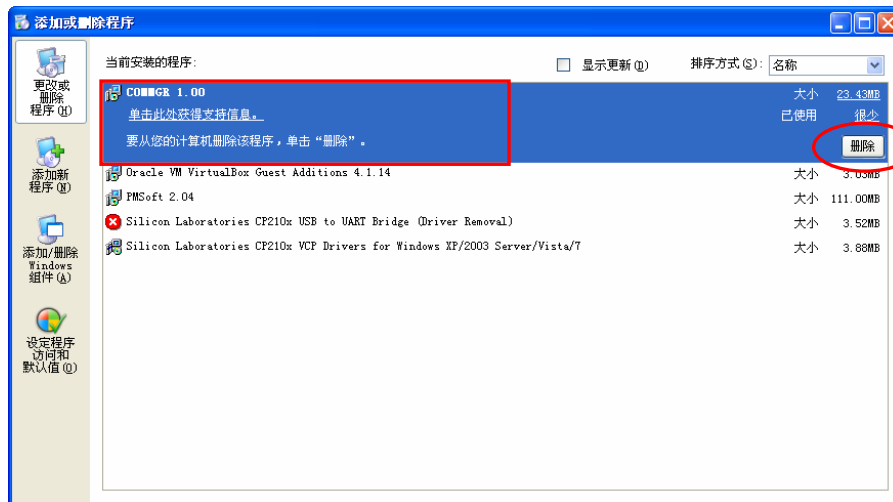 添加或删除程序
更改或
删除
程序(H)
添加新
程序(N)
添加/删除
Windows
组件(A)
设定程序
访问和
默认值(O)
当前安装的程序:
显示更新(D)
排序方式(S): 名称
COMMGR 1.00 大小 23.43MB
单击此处获得支持信息。 已使用 很少
要从您的计算机删除该程序，单击“删除”。 删除
Oracle VM VirtualBox Guest Additions 4.1.14 大小 3.03MB
PMSoft 2.04 大小 111.00MB
Silicon Laboratories CP210x USB to UART Bridge (Driver Removal) 大小 3.52MB
Silicon Laboratories CP210x VCP Drivers for Windows XP/2003 Server/Vista/7 大小 3.88MB